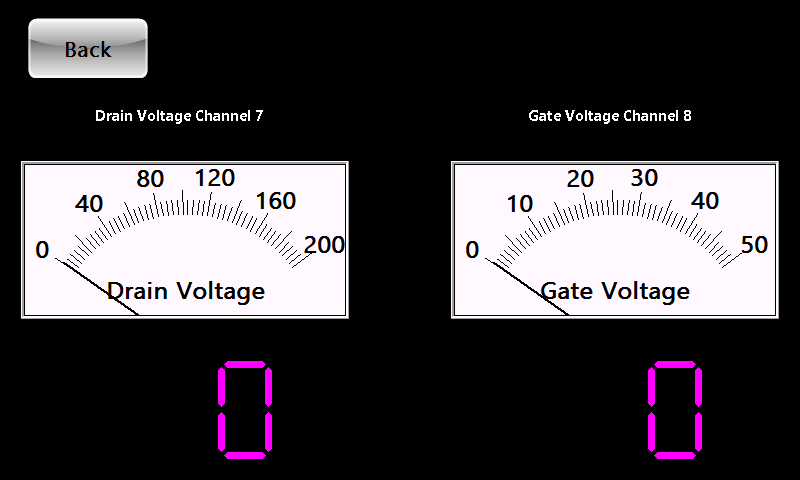 Back
Drain Voltage Channel 7
Gate Voltage Channel 8
0 40 80 120 160 200
Drain Voltage
0 10 20 30 40 50
Gate Voltage
0
0